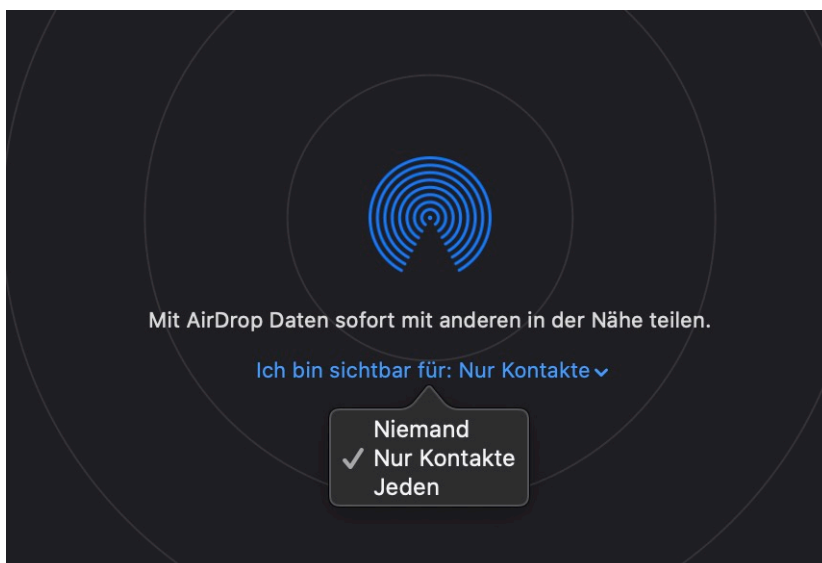 Mit AirDrop Daten sofort mit anderen in der Nähe teilen.
Ich bin sichtbar für: Nur Kontakte
Niemand
Nur Kontakte
Jeden